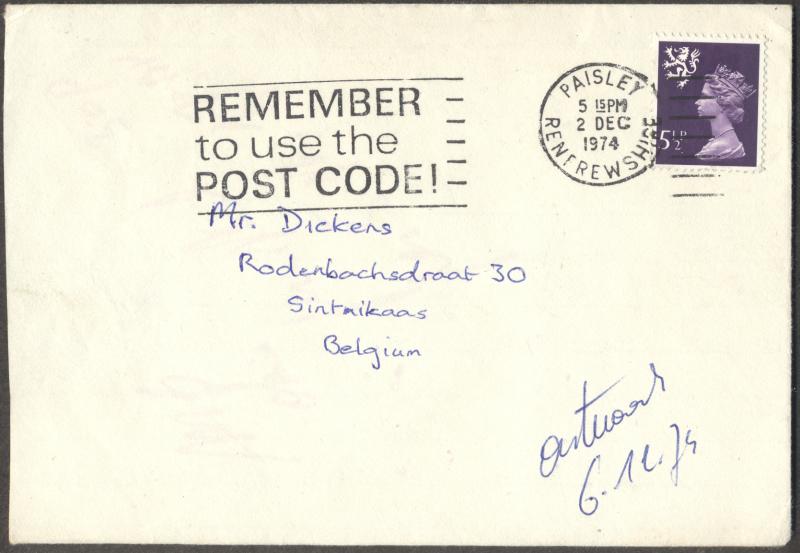 REMEMBER
to use the
POST CODE!
PAISLEY
5 15PM
2 DEC
1974
RENFREWSHIRE
5½P
Mr. Dickens
Rodenbachsdraat 30
Sintnikaas
Belgium
antwoord
6.12.74